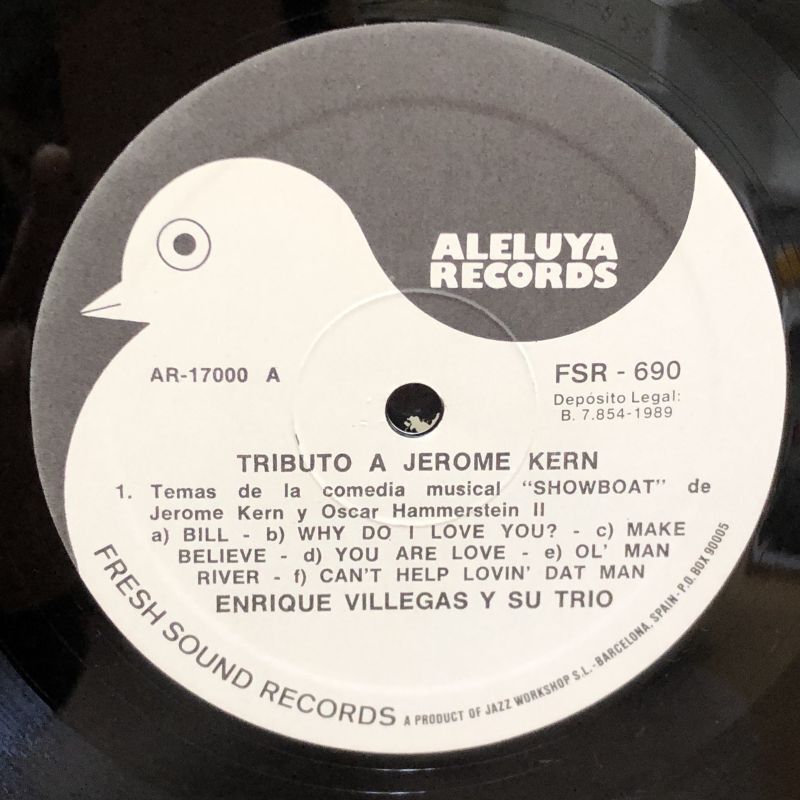 ALELUYA
RECORDS
AR-17000 A
FSR - 690
Depósito Legal:
B. 7.854-1989
TRIBUTO A JEROME KERN
1. Temas de la comedia musical "SHOWBOAT" de
Jerome Kern y Oscar Hammerstein II
a) BILL - b) WHY DO I LOVE YOU? - c) MAKE
BELIEVE - d) YOU ARE LOVE - e) OL' MAN
RIVER - f) CAN'T HELP LOVIN' DAT MAN
ENRIQUE VILLEGAS Y SU TRIO
FRESH SOUND RECORDS A PRODUCT OF JAZZ WORKSHOP S.L.-BARCELONA, SPAIN-P.O. BOX 90005